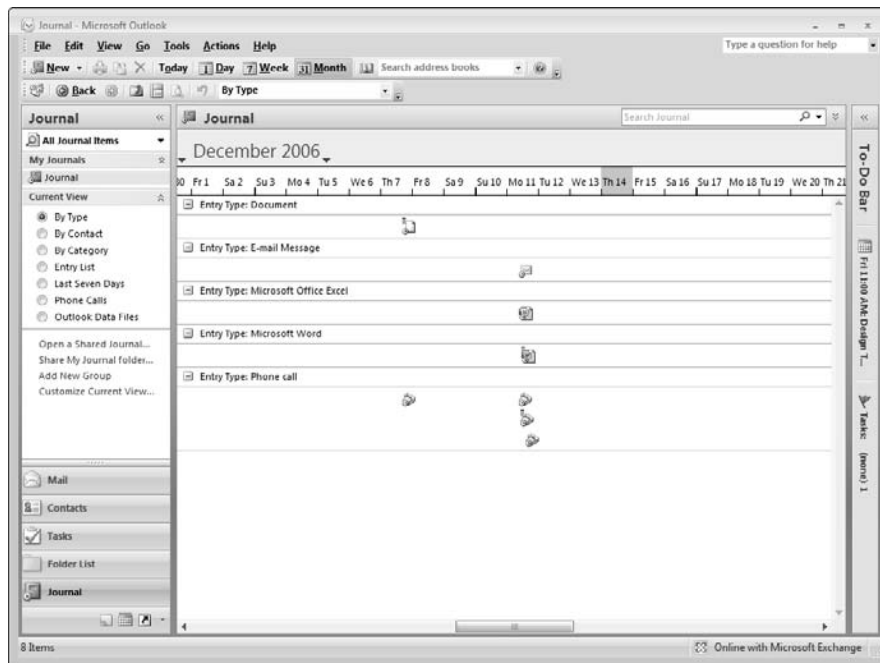 Journal - Microsoft Outlook
File Edit View Go Tools Actions Help
Type a question for help
New Today 1 Day 7 Week 31 Month Search address books
Back By Type
Journal
All Journal Items
My Journals
Journal
Current View
By Type
By Contact
By Category
Entry List
Last Seven Days
Phone Calls
Outlook Data Files
Open a Shared Journal...
Share My Journal folder...
Add New Group
Customize Current View...
Mail
Contacts
Tasks
Folder List
Journal
Journal
Search Journal
December 2006
Fr 1 Sa 2 Su 3 Mo 4 Tu 5 We 6 Th 7 Fr 8 Sa 9 Su 10 Mo 11 Tu 12 We 13 Th 14 Fr 15 Sa 16 Su 17 Mo 18 Tu 19 We 20 Th 21
Entry Type: Document
Entry Type: E-mail Message
Entry Type: Microsoft Office Excel
Entry Type: Microsoft Word
Entry Type: Phone call
To-Do Bar
Fri 11:00 AM: Design T...
Tasks: (none) 1
8 Items
Online with Microsoft Exchange